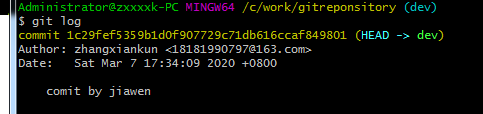 Administrator@zxxxxk-PC MINGW64 /c/work/gitreponsitory (dev)
$ git log
commit 1c29fef5359b1d0f907729c71db616ccaf849801 (HEAD -> dev)
Author: zhangxiankun <18181990797@163.com>
Date:   Sat Mar 7 17:34:09 2020 +0800
    comit by jiawen